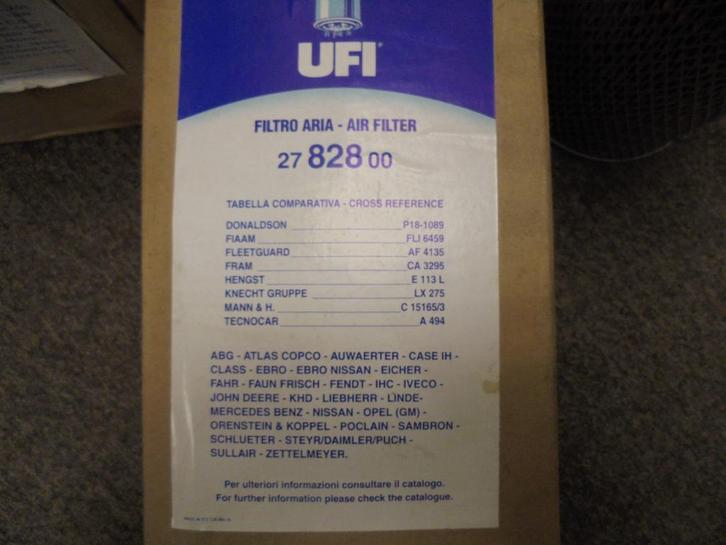 UFI
FILTRO ARIA - AIR FILTER
27 828 00
TABELLA COMPARATIVA - CROSS REFERENCE
DONALDSON P18-1089
FIAAM FLI 6459
FLEETGUARD AF 4135
FRAM CA 3295
HENGST E 113 L
KNECHT GRUPPE LX 275
MANN & H. C 15165/3
TECNOCAR A 494
ABG - ATLAS COPCO - AUWAERTER - CASE IH -
CLASS - EBRO - EBRO NISSAN - EICHER -
FAHR - FAUN FRISCH - FENDT - IHC - IVECO -
JOHN DEERE - KHD - LIEBHERR - LINDE-
MERCEDES BENZ - NISSAN - OPEL (GM) -
ORENSTEIN & KOPPEL - POCLAIN - SAMBRON -
SCHLUETER - STEYR/DAIMLER/PUCH -
SULLAIR - ZETTELMEYER.
Per ulteriori informazioni consultare il catalogo.
For further information please check the catalogue.